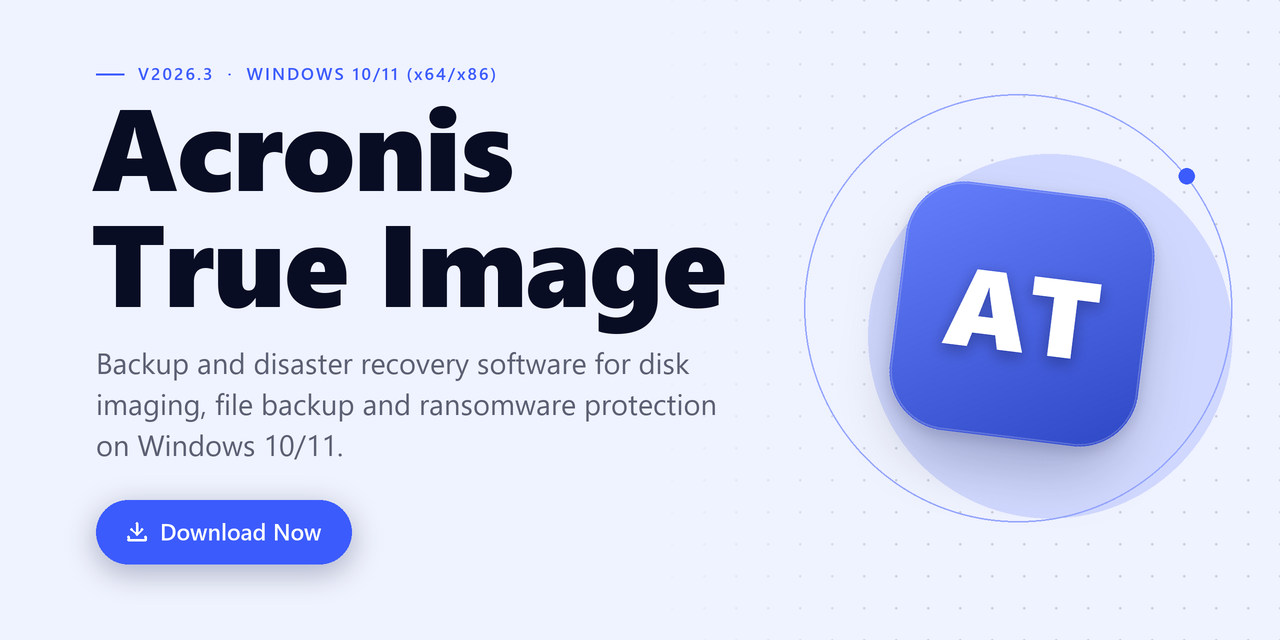 V2026.3 · WINDOWS 10/11 (x64/x86)
Acronis
True Image
Backup and disaster recovery software for disk
imaging, file backup and ransomware protection
on Windows 10/11.
Download Now
AT